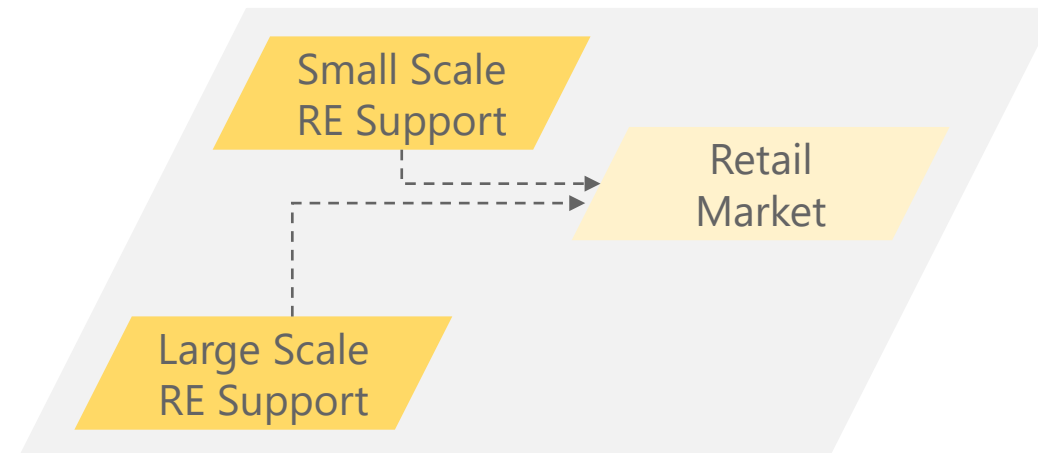 Small Scale
RE Support
Retail
Market
Large Scale
RE Support